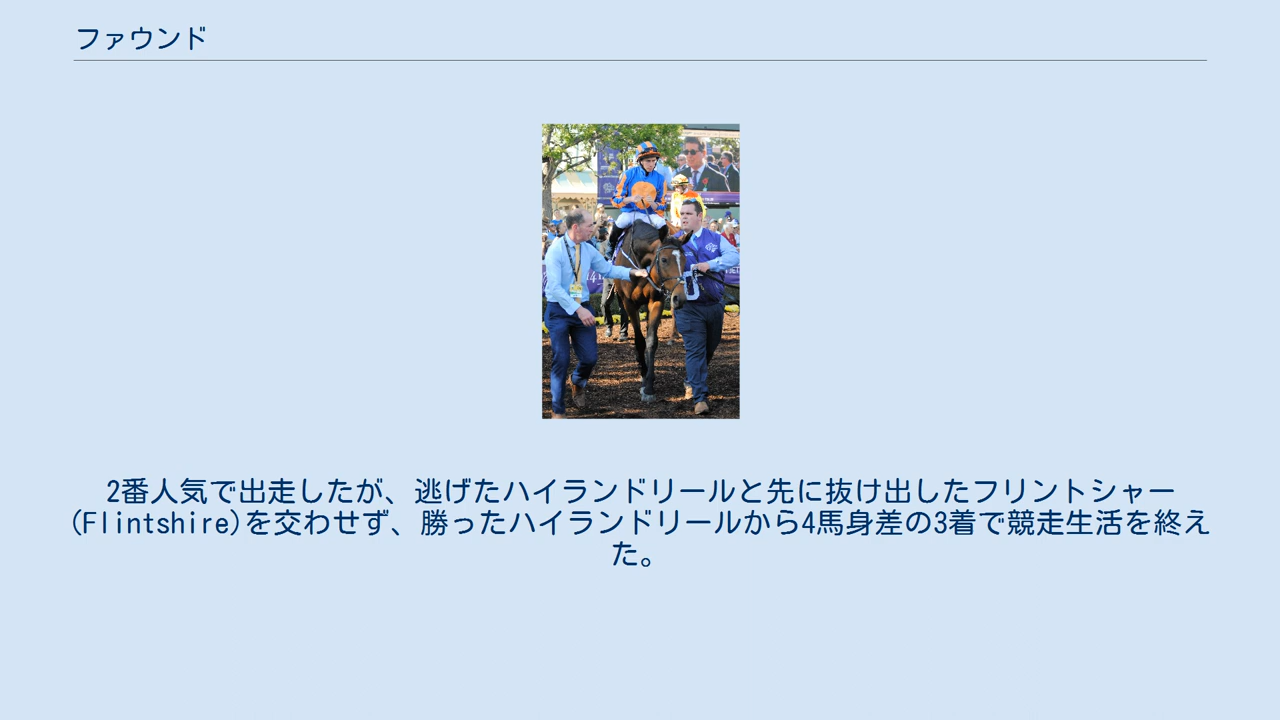 ファウンド
2番人気で出走したが、逃げたハイランドリールと先に抜け出したフリントシャー
(Flintshire)を交わせず、勝ったハイランドリールから4馬身差の3着で競走生活を終え
た。